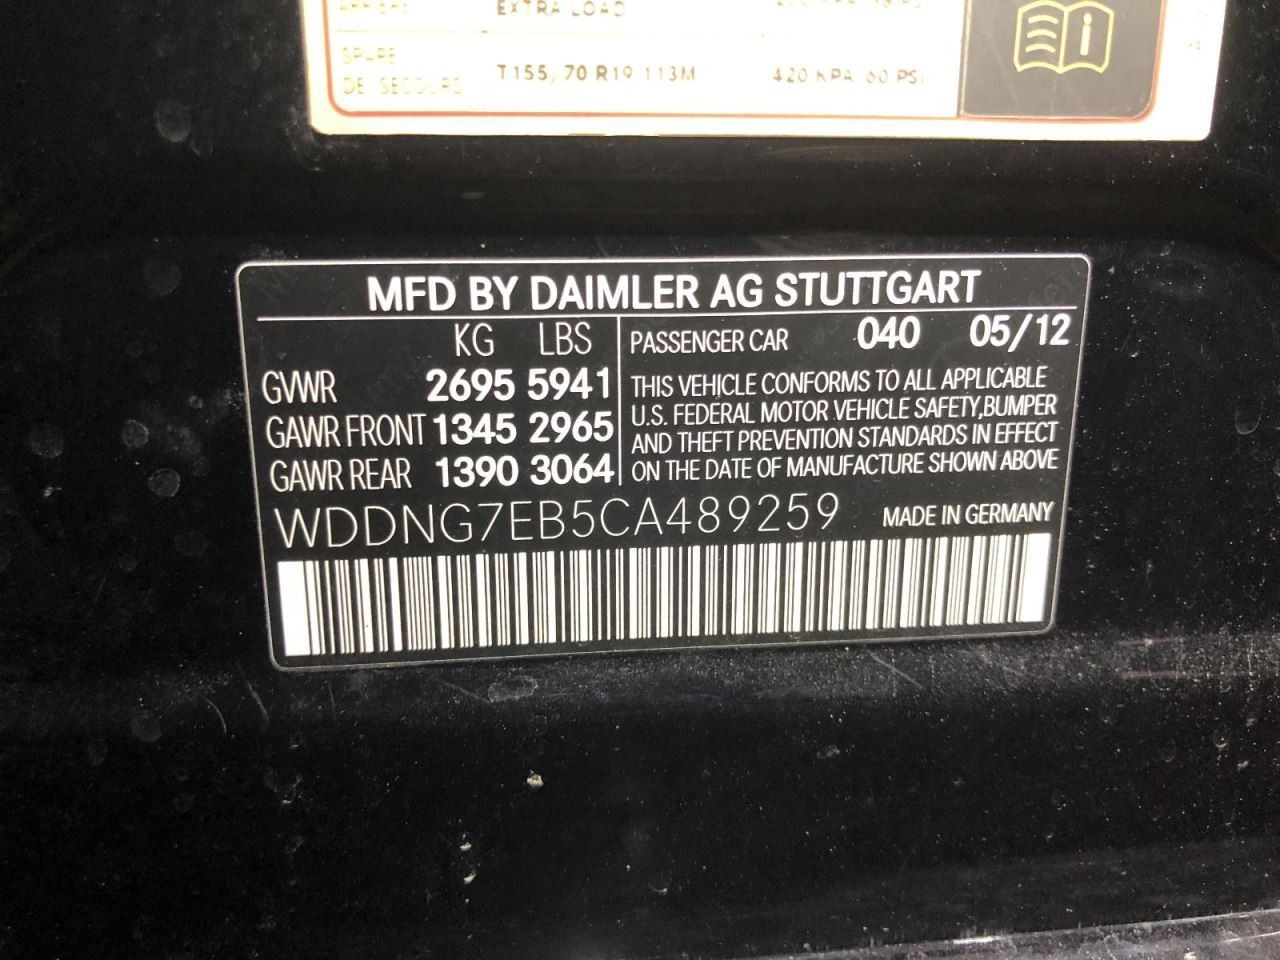 ARRIERE EXTRA LOAD
SPARE
DE SECOURS T155/70 R19 113M 420 KPA 60 PSI
i
MFD BY DAIMLER AG STUTTGART
KG LBS
GVWR 2695 5941
GAWR FRONT 1345 2965
GAWR REAR 1390 3064
PASSENGER CAR 040 05/12
THIS VEHICLE CONFORMS TO ALL APPLICABLE
U.S. FEDERAL MOTOR VEHICLE SAFETY,BUMPER
AND THEFT PREVENTION STANDARDS IN EFFECT
ON THE DATE OF MANUFACTURE SHOWN ABOVE
WDDNG7EB5CA489259 MADE IN GERMANY